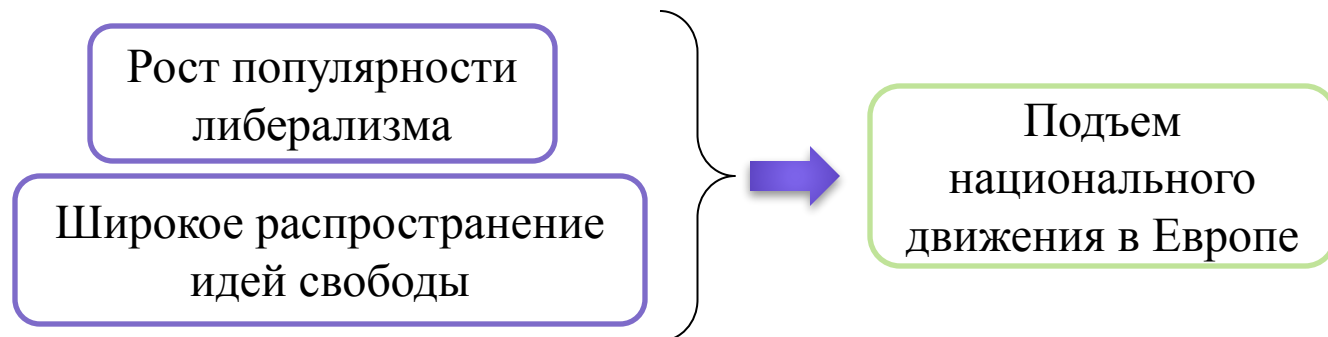 Рост популярности
либерализма
Широкое распространение
идей свободы
Подъем
национального
движения в Европе